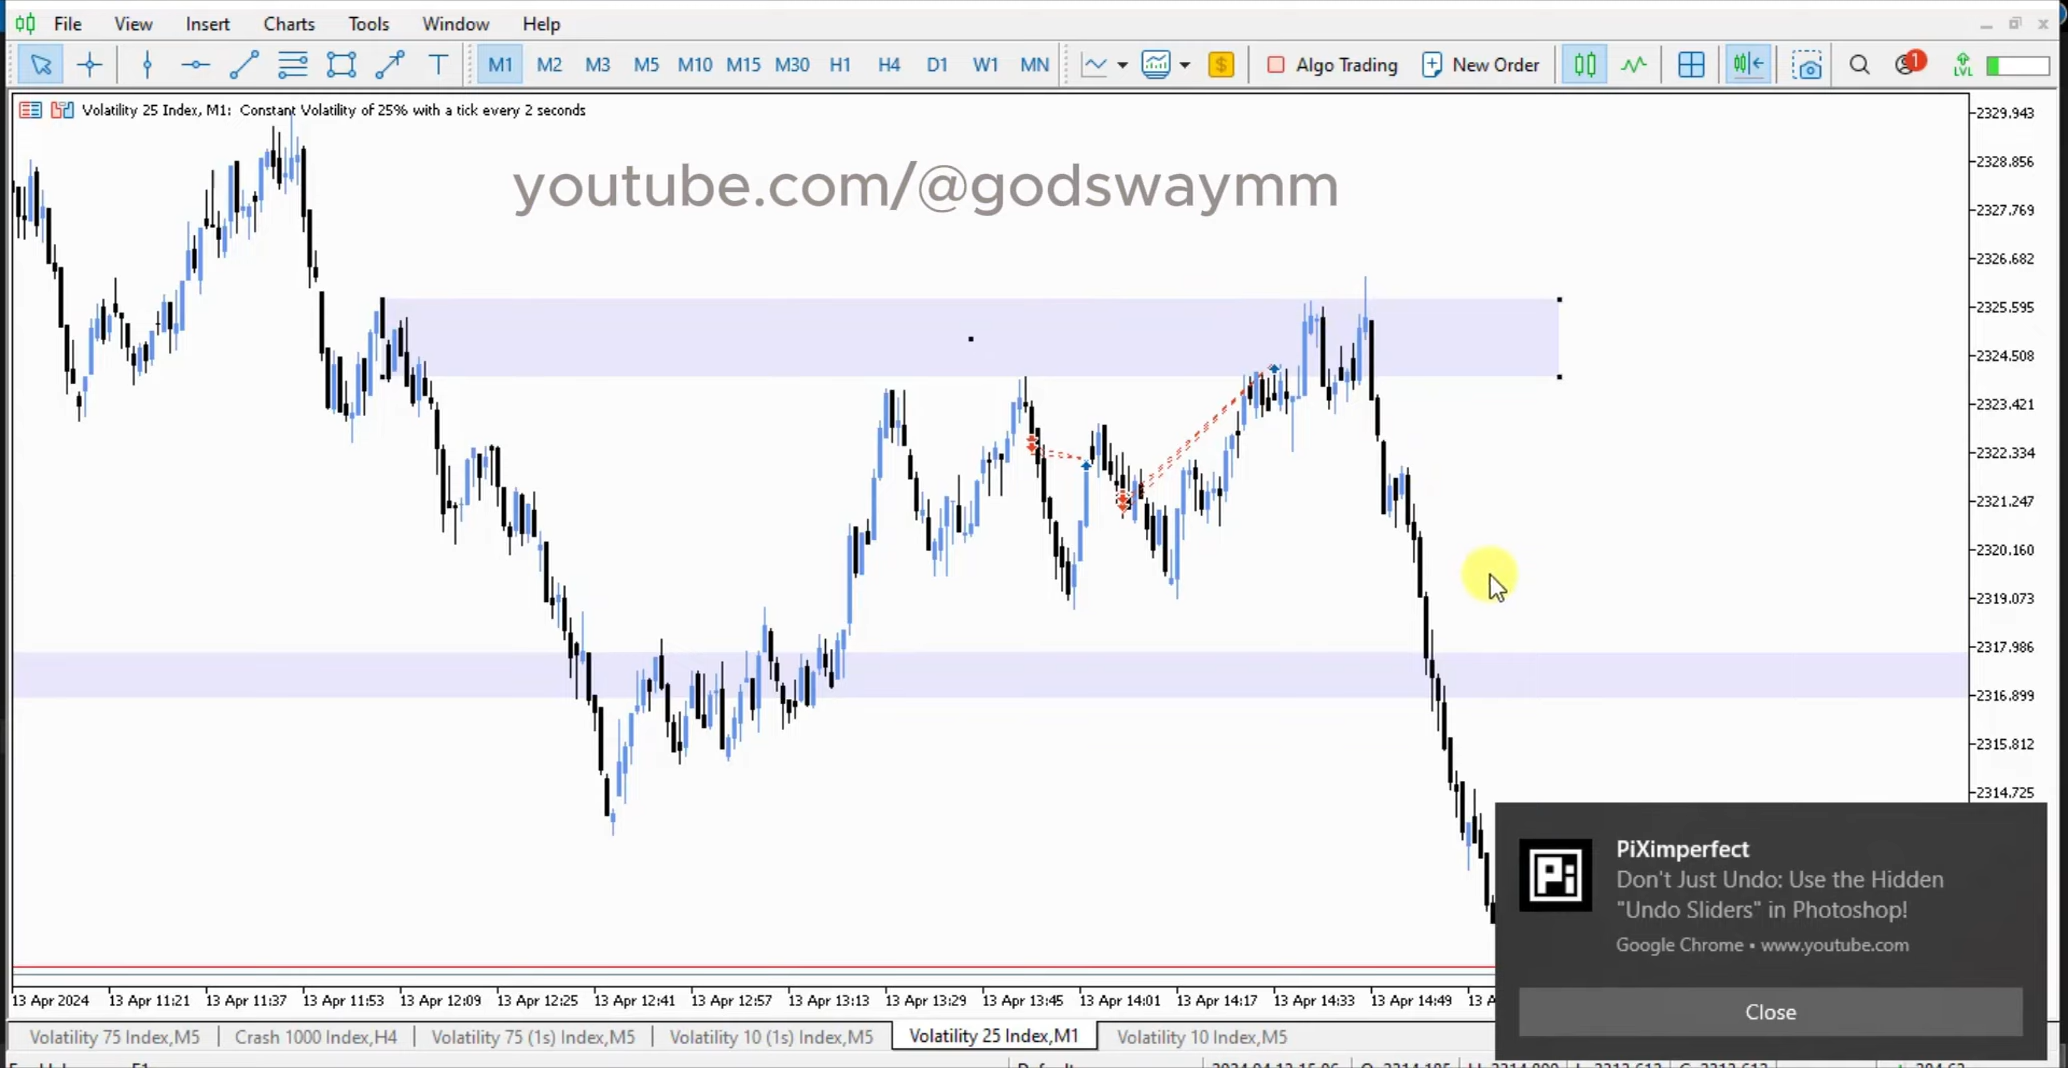 File View Insert Charts Tools Window Help
T M1 M2 M3 M5 M10 M15 M30 H1 H4 D1 W1 MN $ Algo Trading New Order 1 LVL
Volatility 25 Index, M1: Constant Volatility of 25% with a tick every 2 seconds
youtube.com/@godswaymm
2329.943
2328.856
2327.769
2326.682
2325.595
2324.508
2323.421
2322.334
2321.247
2320.160
2319.073
2317.986
2316.899
2315.812
2314.725
Pi
PiXimperfect
Don't Just Undo: Use the Hidden
"Undo Sliders" in Photoshop!
Google Chrome • www.youtube.com
Close
13 Apr 2024 13 Apr 11:21 13 Apr 11:37 13 Apr 11:53 13 Apr 12:09 13 Apr 12:25 13 Apr 12:41 13 Apr 12:57 13 Apr 13:13 13 Apr 13:29 13 Apr 13:45 13 Apr 14:01 13 Apr 14:17 13 Apr 14:33 13 Apr 14:49
Volatility 75 Index,M5 Crash 1000 Index,H4 Volatility 75 (1s) Index,M5 Volatility 10 (1s) Index,M5 Volatility 25 Index,M1 Volatility 10 Index,M5